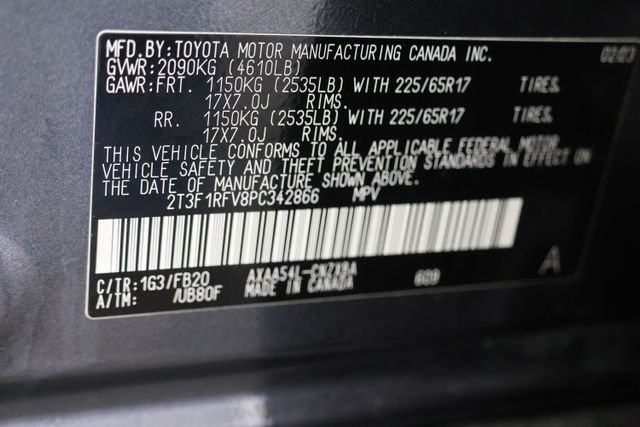 MFD. BY: TOYOTA MOTOR MANUFACTURING CANADA INC. 02/23
GVWR: 2090KG (4610LB)
GAWR: FRT. 1150KG (2535LB) WITH 225/65R17 TIRES.
17X7.0J RIMS.
RR. 1150KG (2535LB) WITH 225/65R17 TIRES.
17X7.0J RIMS.
THIS VEHICLE CONFORMS TO ALL APPLICABLE FEDERAL MOTOR
VEHICLE SAFETY AND THEFT PREVENTION STANDARDS IN EFFECT ON
THE DATE OF MANUFACTURE SHOWN ABOVE.
2T3F1RFV8PC342866 MPV
C/TR: 1G3/FB20 AXAA54L-CNZXBA 609 A
A/TM: /UB80F MADE IN CANADA